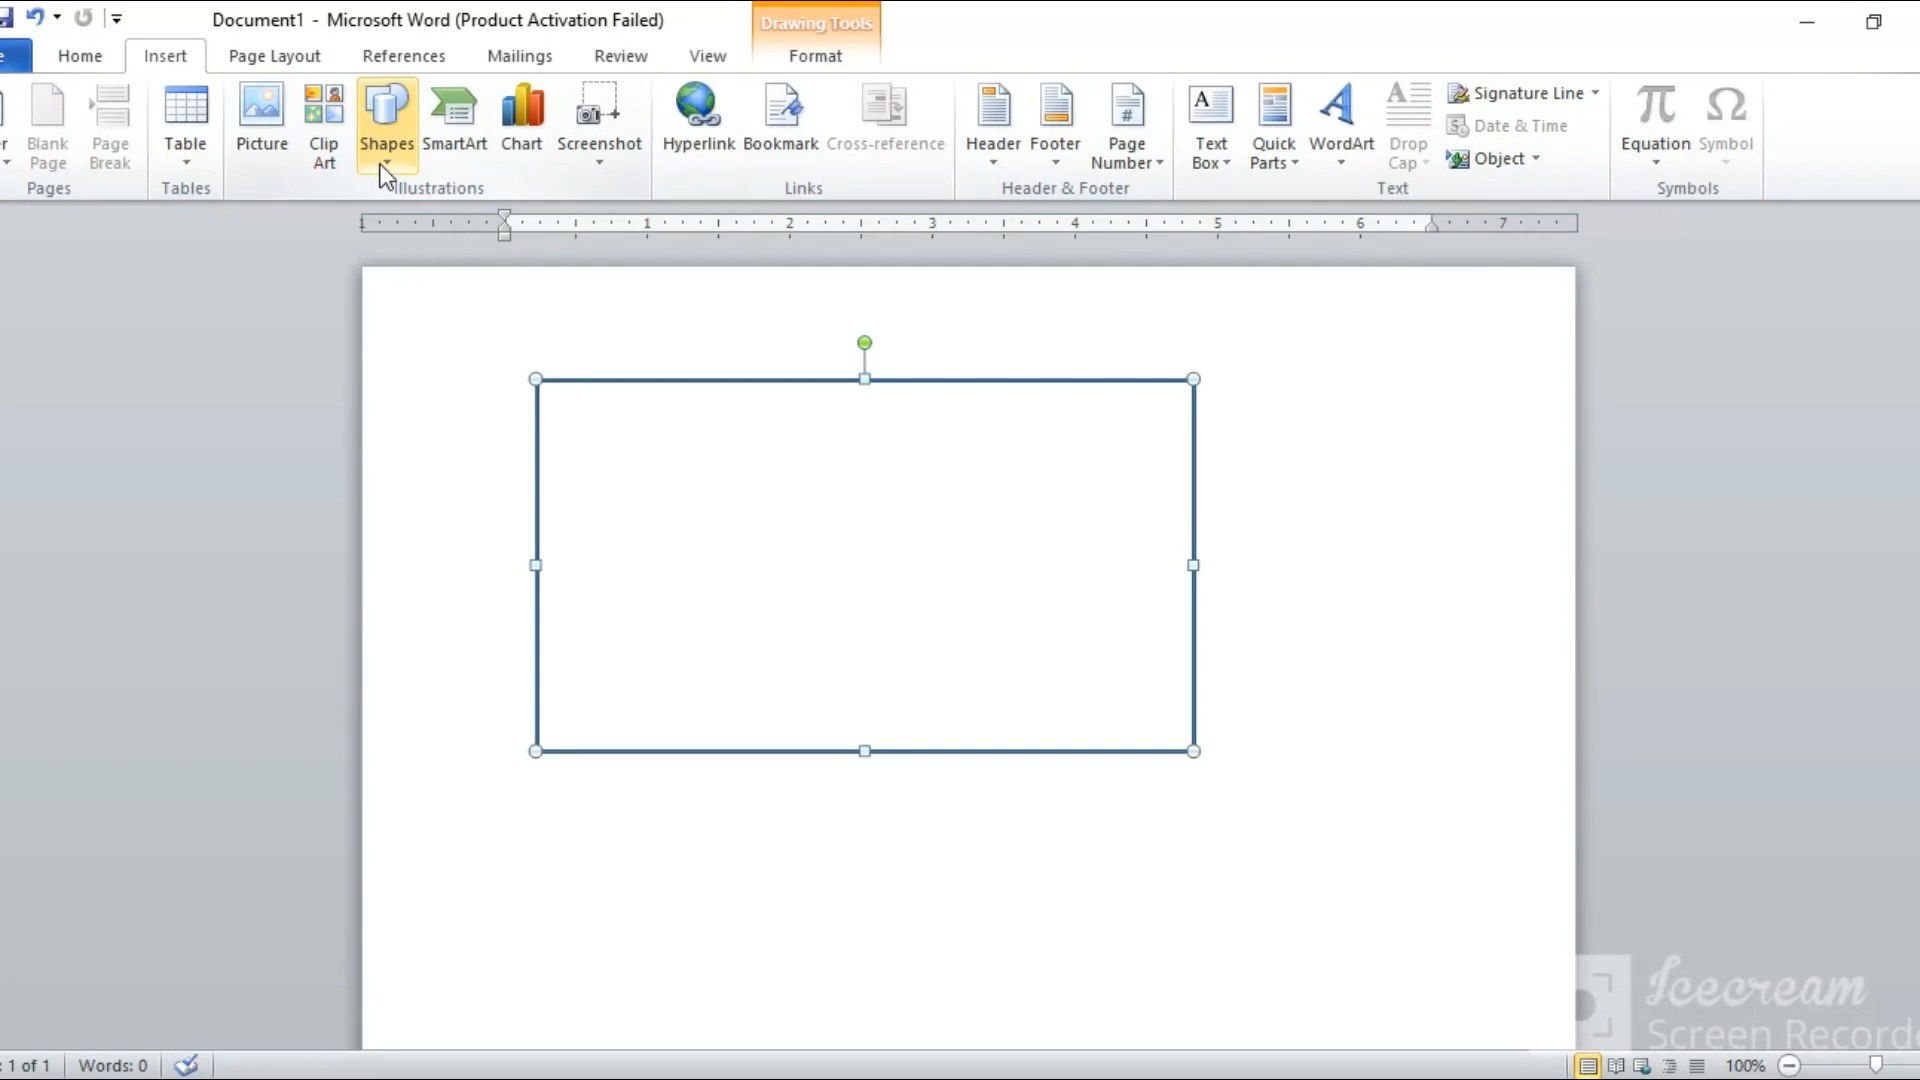 Document1 - Microsoft Word (Product Activation Failed)
Drawing Tools
Home Insert Page Layout References Mailings Review View Format
Blank Page
Page Break
Table
Picture
Clip Art
Shapes
SmartArt
Chart
Screenshot
Hyperlink
Bookmark
Cross-reference
Header
Footer
Page Number
Text Box
Quick Parts
WordArt
Drop Cap
Signature Line
Date & Time
Object
Equation
Symbol
Pages Tables Illustrations Links Header & Footer Text Symbols
1 1 2 3 4 5 6 7
Icecream
Screen Recorde
1 of 1 Words: 0 100%